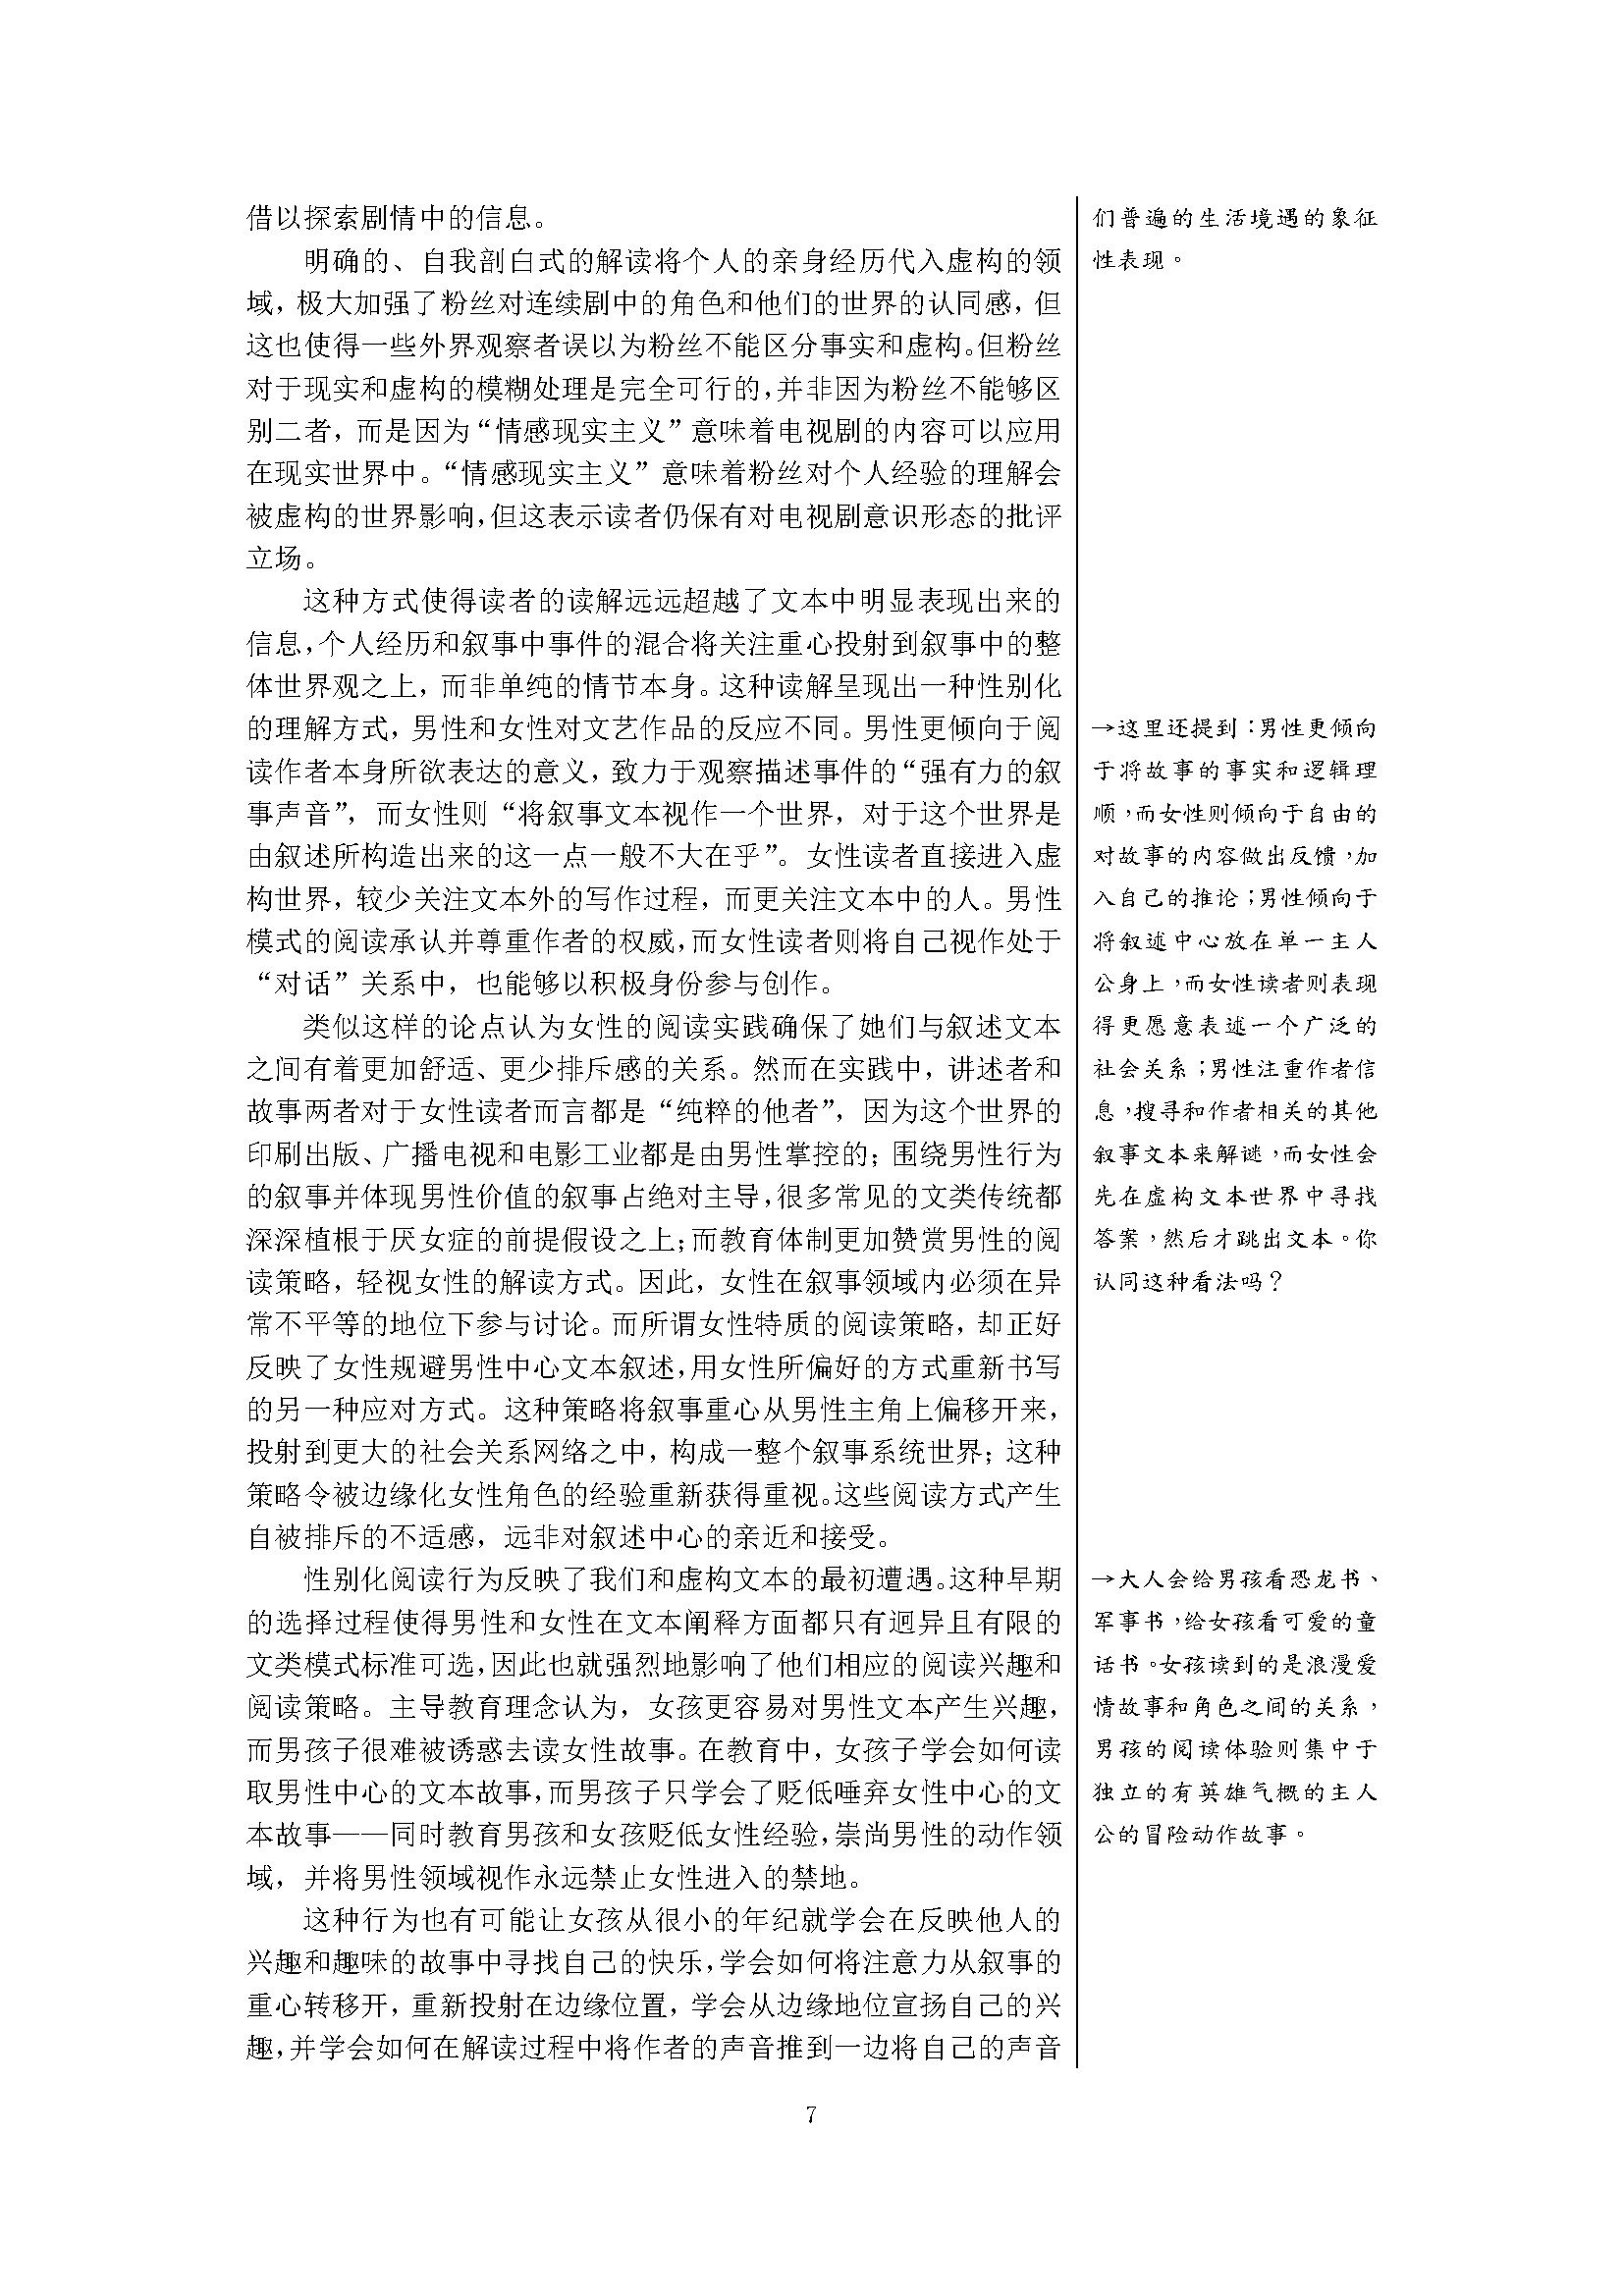 借以探索剧情中的信息。
明确的、自我剖白式的解读将个人的亲身经历代入虚构的领
域，极大加强了粉丝对连续剧中的角色和他们的世界的认同感，但
这也使得一些外界观察者误以为粉丝不能区分事实和虚构。但粉丝
对于现实和虚构的模糊处理是完全可行的，并非因为粉丝不能够区
别二者，而是因为“情感现实主义”意味着电视剧的内容可以应用
在现实世界中。“情感现实主义”意味着粉丝对个人经验的理解会
被虚构的世界影响，但这表示读者仍保有对电视剧意识形态的批评
立场。
这种方式使得读者的读解远远超越了文本中明显表现出来的
信息，个人经历和叙事中事件的混合将关注重心投射到叙事中的整
体世界观之上，而非单纯的情节本身。这种读解呈现出一种性别化
的理解方式，男性和女性对文艺作品的反应不同。男性更倾向于阅
读作者本身所欲表达的意义，致力于观察描述事件的“强有力的叙
事声音”，而女性则“将叙事文本视作一个世界，对于这个世界是
由叙述所构造出来的这一点一般不大在乎”。女性读者直接进入虚
构世界，较少关注文本外的写作过程，而更关注文本中的人。男性
模式的阅读承认并尊重作者的权威，而女性读者则将自己视作处于
“对话”关系中，也能够以积极身份参与创作。
类似这样的论点认为女性的阅读实践确保了她们与叙述文本
之间有着更加舒适、更少排斥感的关系。然而在实践中，讲述者和
故事两者对于女性读者而言都是“纯粹的他者”，因为这个世界的
印刷出版、广播电视和电影工业都是由男性掌控的；围绕男性行为
的叙事并体现男性价值的叙事占绝对主导，很多常见的文类传统都
深深植根于厌女症的前提假设之上；而教育体制更加赞赏男性的阅
读策略，轻视女性的解读方式。因此，女性在叙事领域内必须在异
常不平等的地位下参与讨论。而所谓女性特质的阅读策略，却正好
反映了女性规避男性中心文本叙述，用女性所偏好的方式重新书写
的另一种应对方式。这种策略将叙事重心从男性主角上偏移开来，
投射到更大的社会关系网络之中，构成一整个叙事系统世界；这种
策略令被边缘化女性角色的经验重新获得重视。这些阅读方式产生
自被排斥的不适感，远非对叙述中心的亲近和接受。
性别化阅读行为反映了我们和虚构文本的最初遭遇。这种早期
的选择过程使得男性和女性在文本阐释方面都只有迥异且有限的
文类模式标准可选，因此也就强烈地影响了他们相应的阅读兴趣和
阅读策略。主导教育理念认为，女孩更容易对男性文本产生兴趣，
而男孩子很难被诱惑去读女性故事。在教育中，女孩子学会如何读
取男性中心的文本故事，而男孩子只学会了贬低唾弃女性中心的文
本故事——同时教育男孩和女孩贬低女性经验，崇尚男性的动作领
域，并将男性领域视作永远禁止女性进入的禁地。
这种行为也有可能让女孩从很小的年纪就学会在反映他人的
兴趣和趣味的故事中寻找自己的快乐，学会如何将注意力从叙事的
重心转移开，重新投射在边缘位置，学会从边缘地位宣扬自己的兴
趣，并学会如何在解读过程中将作者的声音推到一边将自己的声音
们普遍的生活境遇的象征
性表现。
→这里还提到：男性更倾向
于将故事的事实和逻辑理
顺，而女性则倾向于自由的
对故事的内容做出反馈，加
入自己的推论；男性倾向于
将叙述中心放在单一主人
公身上，而女性读者则表现
得更愿意表述一个广泛的
社会关系；男性注重作者信
息，搜寻和作者相关的其他
叙事文本来解谜，而女性会
先在虚构文本世界中寻找
答案，然后才跳出文本。你
认同这种看法吗？
→大人会给男孩看恐龙书、
军事书，给女孩看可爱的童
话书。女孩读到的是浪漫爱
情故事和角色之间的关系，
男孩的阅读体验则集中于
独立的有英雄气概的主人
公的冒险动作故事。
7